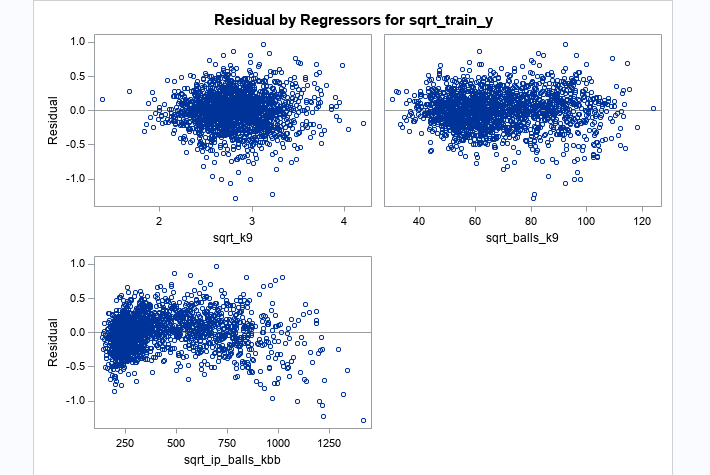 Residual by Regressors for sqrt_train_y
1.0
0.5
0.0
-0.5
-1.0
Residual
2 3 4
sqrt_k9
40 60 80 100 120
sqrt_balls_k9
1.0
0.5
0.0
-0.5
-1.0
Residual
250 500 750 1000 1250
sqrt_ip_balls_kbb